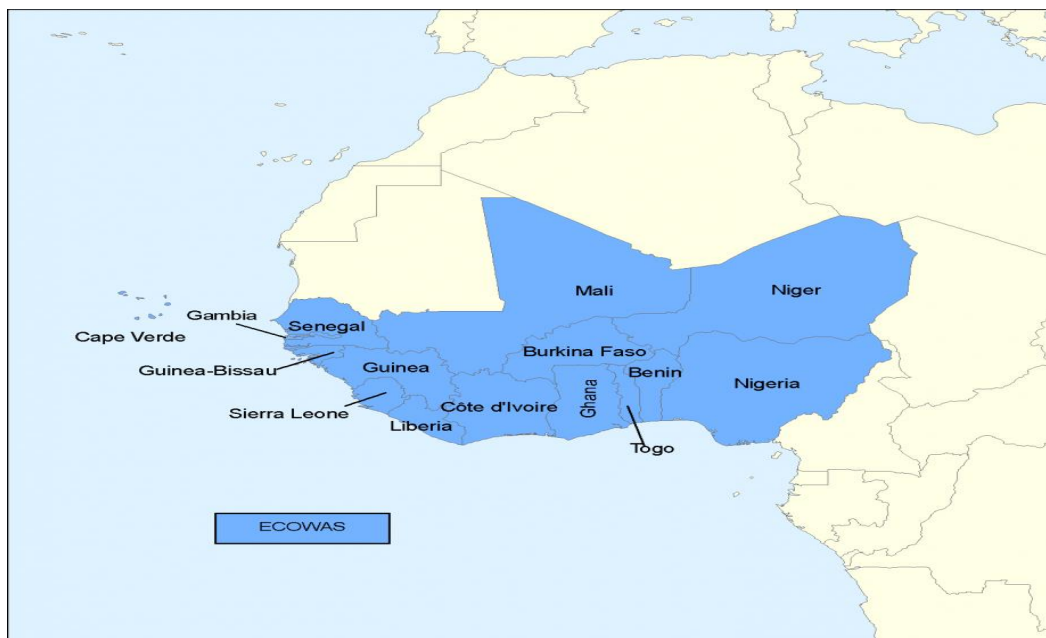 Mali
Niger
Gambia
Senegal
Cape Verde
Burkina Faso
Guinea-Bissau
Guinea
Benin
Nigeria
Ghana
Sierra Leone
Côte d'Ivoire
Liberia
Togo
ECOWAS